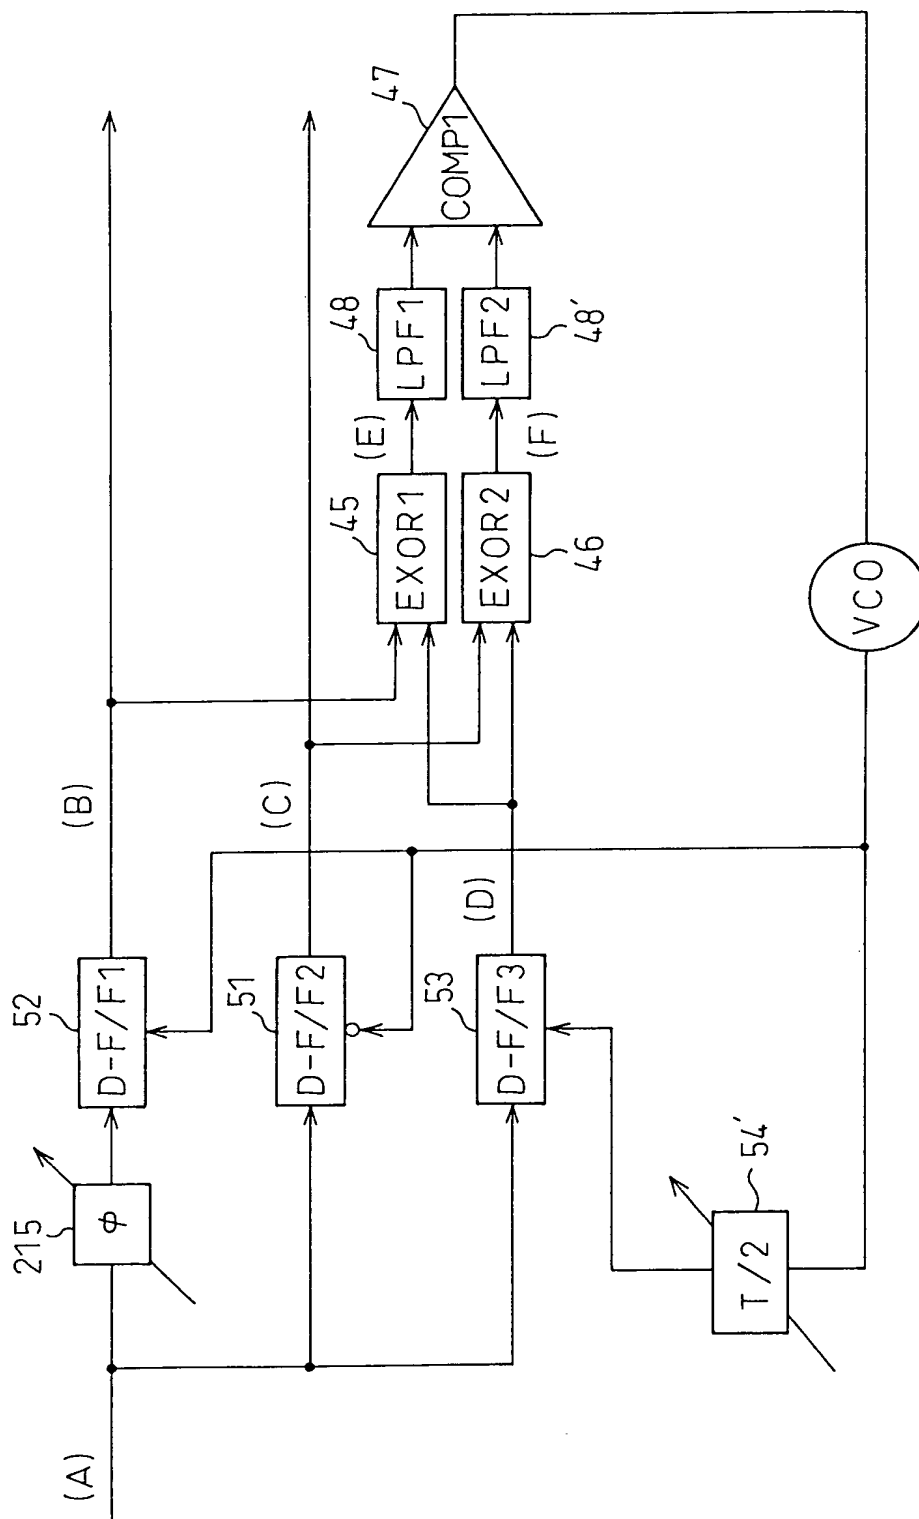 (A)
215
φ
52
D-F/F1
(B)
51
D-F/F2
(C)
53
D-F/F3
(D)
45
EXOR1
(E)
48
LPF1
47
COMP1
EXOR2
46
(F)
LPF2
48′
T/2
54′
VCO